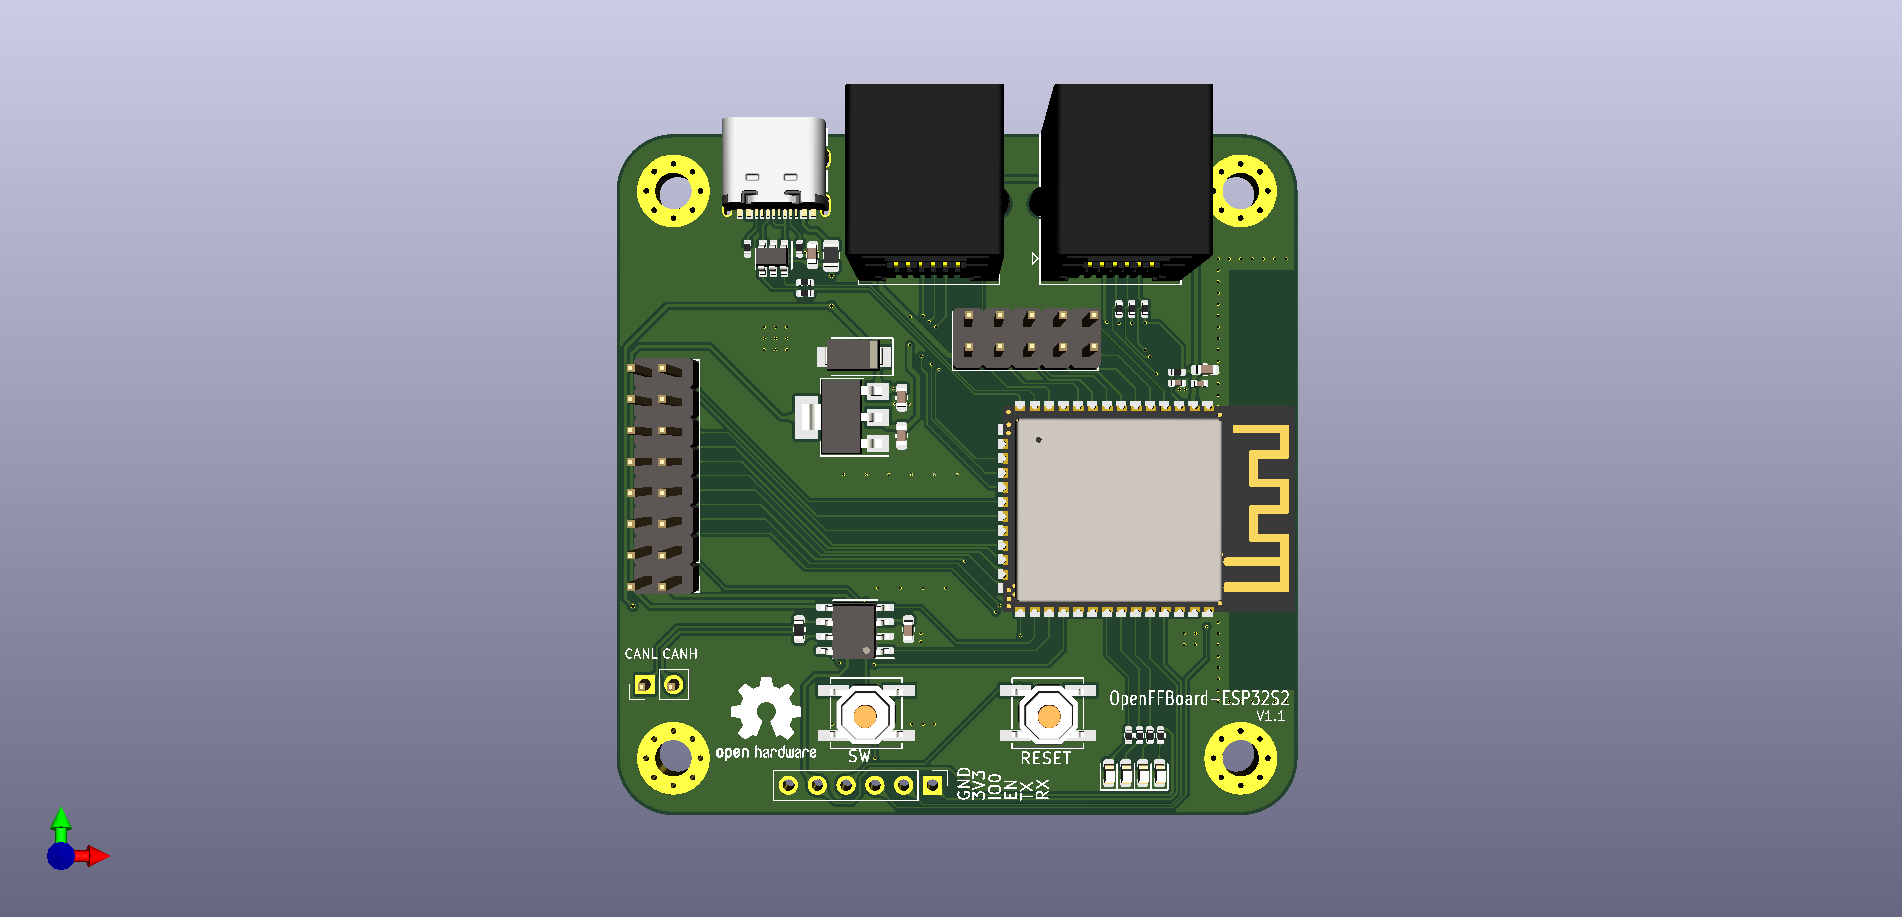 CANL CANH
open hardware
SW
RESET
OpenFFBoard-ESP32S2
V1.1
GND
3V3
IO0
EN
TX
RX